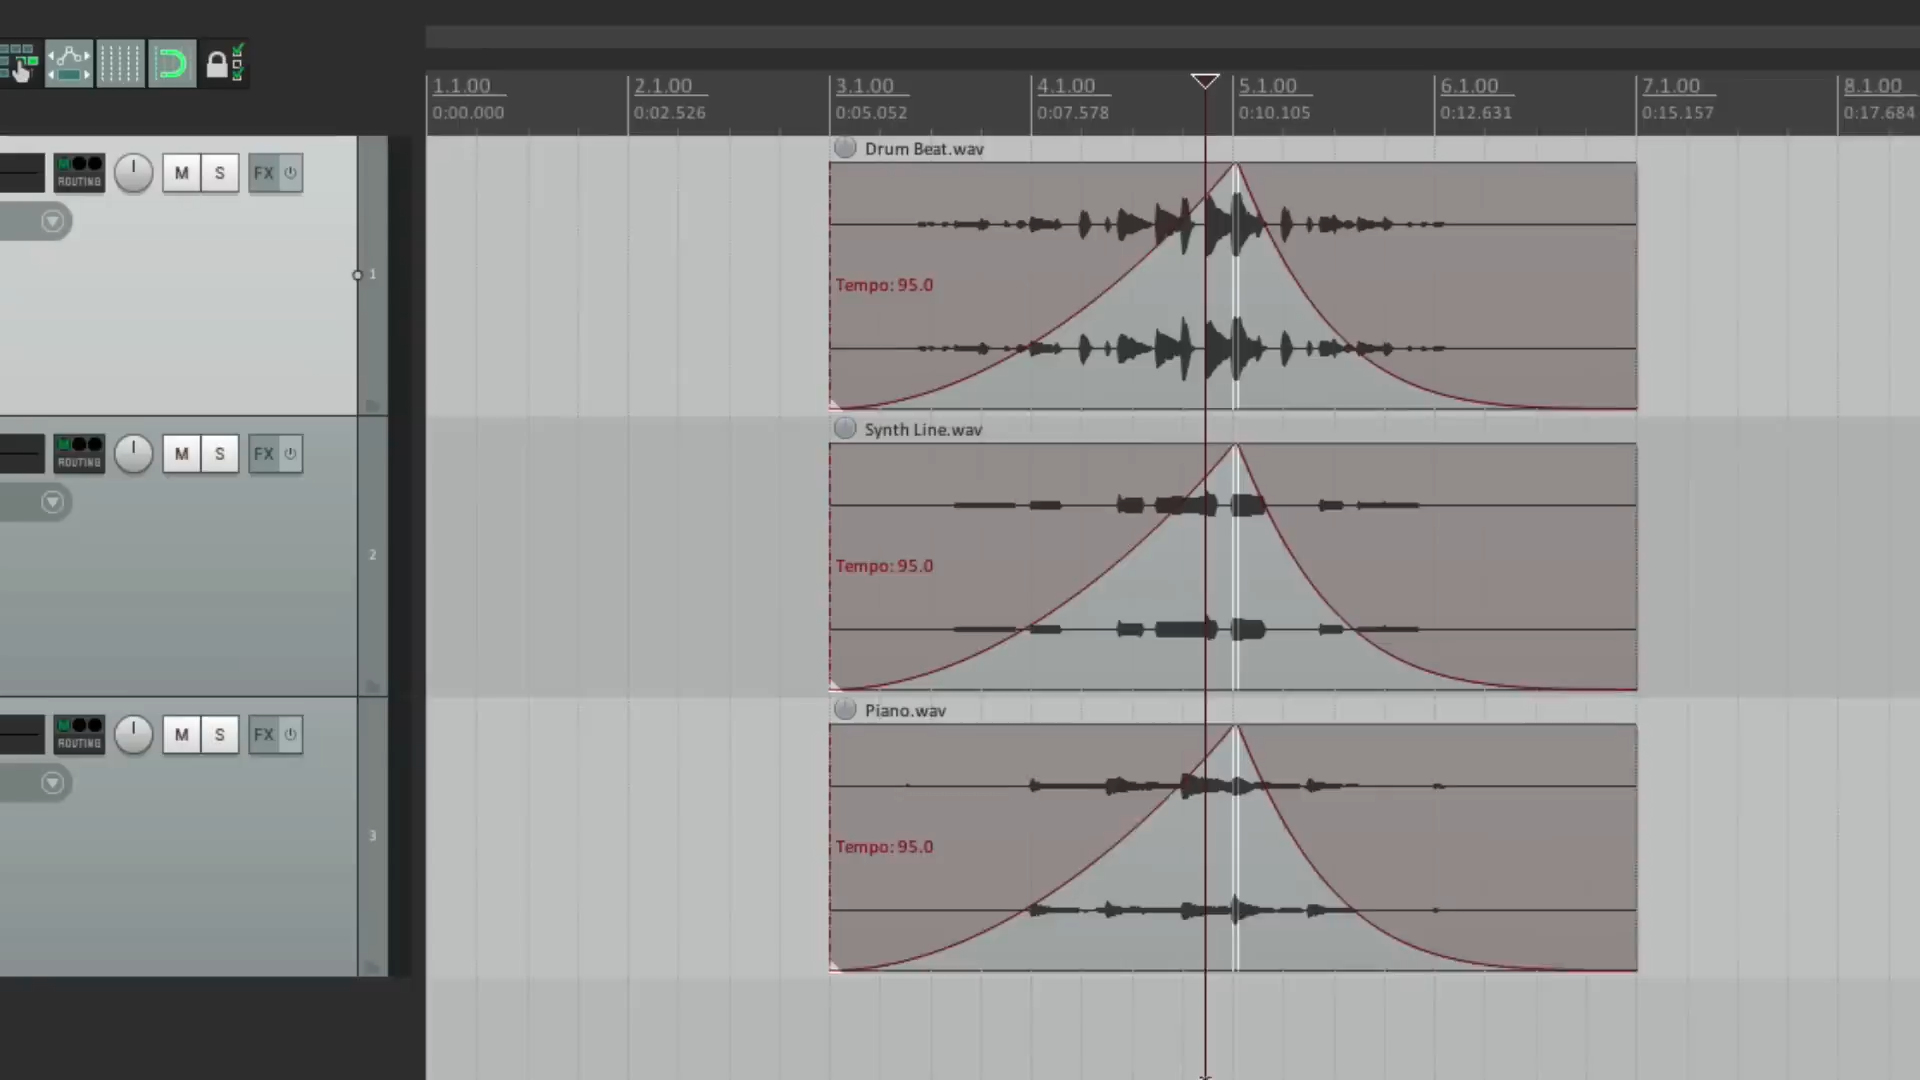 1.1.00 2.1.00 3.1.00 4.1.00 5.1.00 6.1.00 7.1.00 8.1.00
0:00.000 0:02.526 0:05.052 0:07.578 0:10.105 0:12.631 0:15.157 0:17.684
Drum Beat.wav
M M S FX
ROUTING
1
Tempo: 95.0
Synth Line.wav
M M S FX
ROUTING
2
Tempo: 95.0
Piano.wav
M M S FX
ROUTING
3
Tempo: 95.0